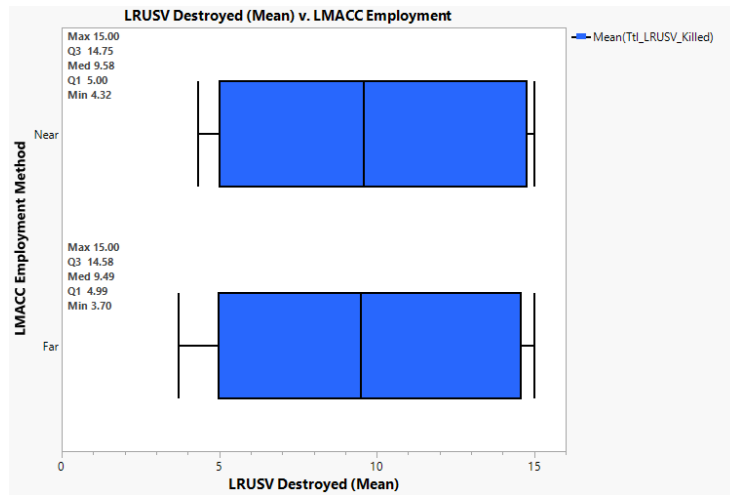 LRUSV Destroyed (Mean) v. LMACC Employment
Max 15.00
Q3 14.75
Med 9.58
Q1 5.00
Min 4.32
Mean(Ttl_LRUSV_Killed)
Near
LMACC Employment Method
Max 15.00
Q3 14.58
Med 9.49
Q1 4.99
Min 3.70
Far
0 5 10 15
LRUSV Destroyed (Mean)